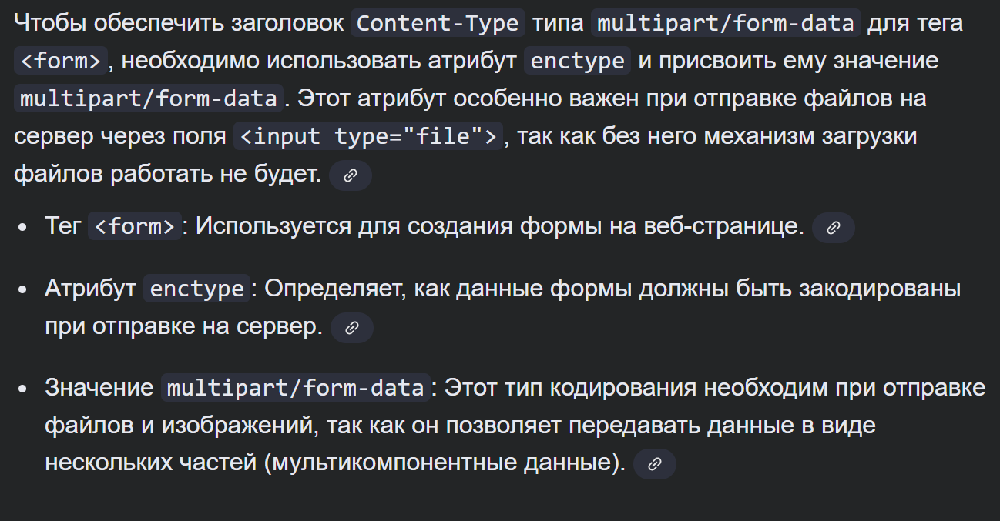 Чтобы обеспечить заголовок Content-Type типа multipart/form-data для тега
<form>, необходимо использовать атрибут enctype и присвоить ему значение
multipart/form-data. Этот атрибут особенно важен при отправке файлов на
сервер через поля <input type="file">, так как без него механизм загрузки
файлов работать не будет.
• Тег <form>: Используется для создания формы на веб-странице.
• Атрибут enctype: Определяет, как данные формы должны быть закодированы
при отправке на сервер.
• Значение multipart/form-data: Этот тип кодирования необходим при отправке
файлов и изображений, так как он позволяет передавать данные в виде
нескольких частей (мультикомпонентные данные).